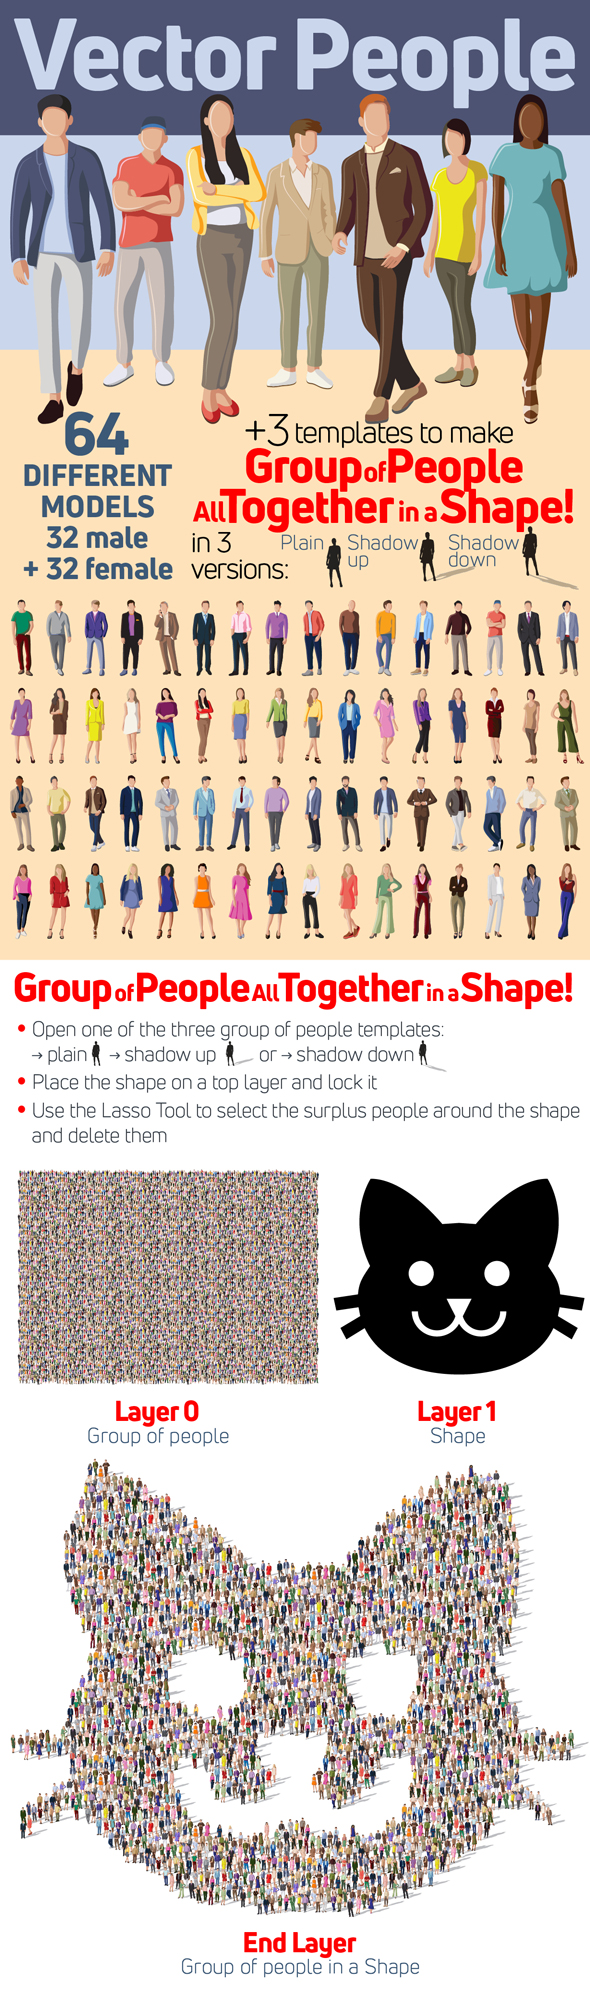 Vector People
64
DIFFERENT
MODELS
32 male
+ 32 female
+3 templates to make
Group of People
All Together in a Shape!
in 3
versions:
Plain
Shadow
up
Shadow
down
Group of People All Together in a Shape!
• Open one of the three group of people templates:
→ plain → shadow up or → shadow down
• Place the shape on a top layer and lock it
• Use the Lasso Tool to select the surplus people around the shape
and delete them
Layer 0
Group of people
Layer 1
Shape
End Layer
Group of people in a Shape